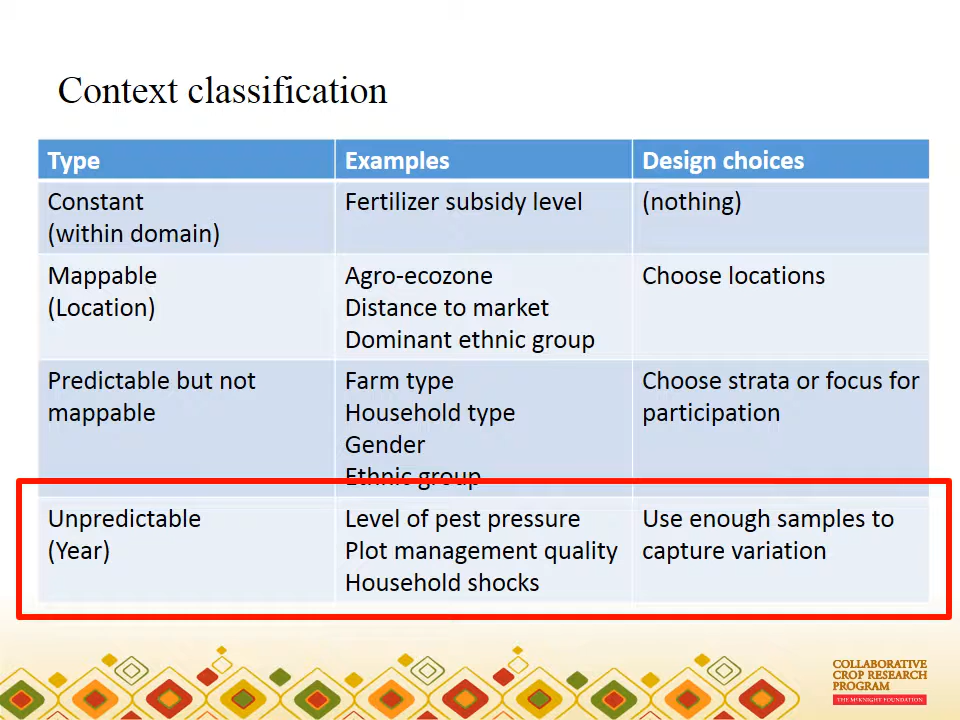 Context classification
Type Examples Design choices
Constant Fertilizer subsidy level (nothing)
(within domain)
Mappable Agro-ecozone Choose locations
(Location) Distance to market
Dominant ethnic group
Predictable but not Farm type Choose strata or focus for
mappable Household type participation
Gender
Ethnic group
Unpredictable Level of pest pressure Use enough samples to
(Year) Plot management quality capture variation
Household shocks
COLLABORATIVE
CROP RESEARCH
PROGRAM
THE MCKNIGHT FOUNDATION